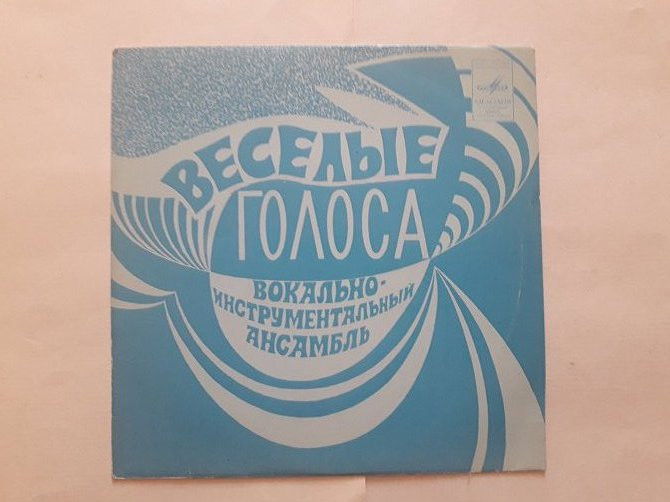 ВЕСЕЛЫЕ
ГОЛОСА
ВОКАЛЬНО-
ИНСТРУМЕНТАЛЬНЫЙ
АНСАМБЛЬ